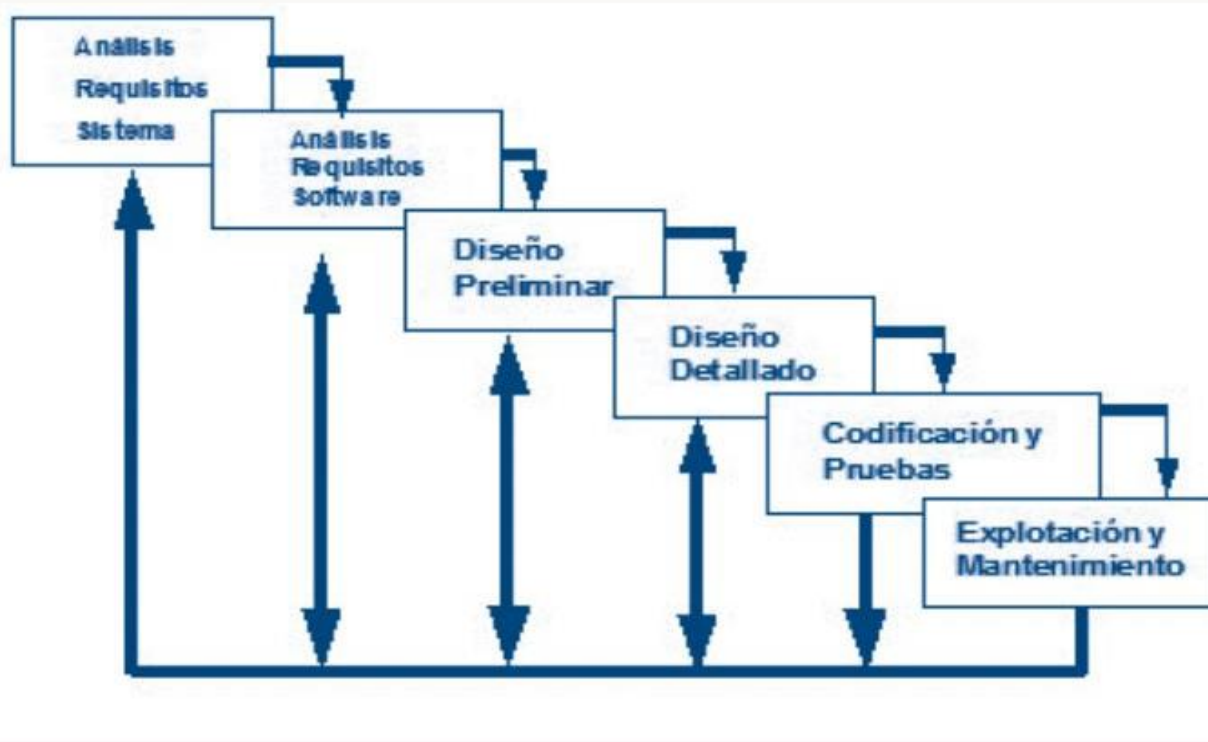 Análisis
Requisitos
Sistema
Análisis
Requisitos
Software
Diseño
Preliminar
Diseño
Detallado
Codificación y
Pruebas
Explotación y
Mantenimiento